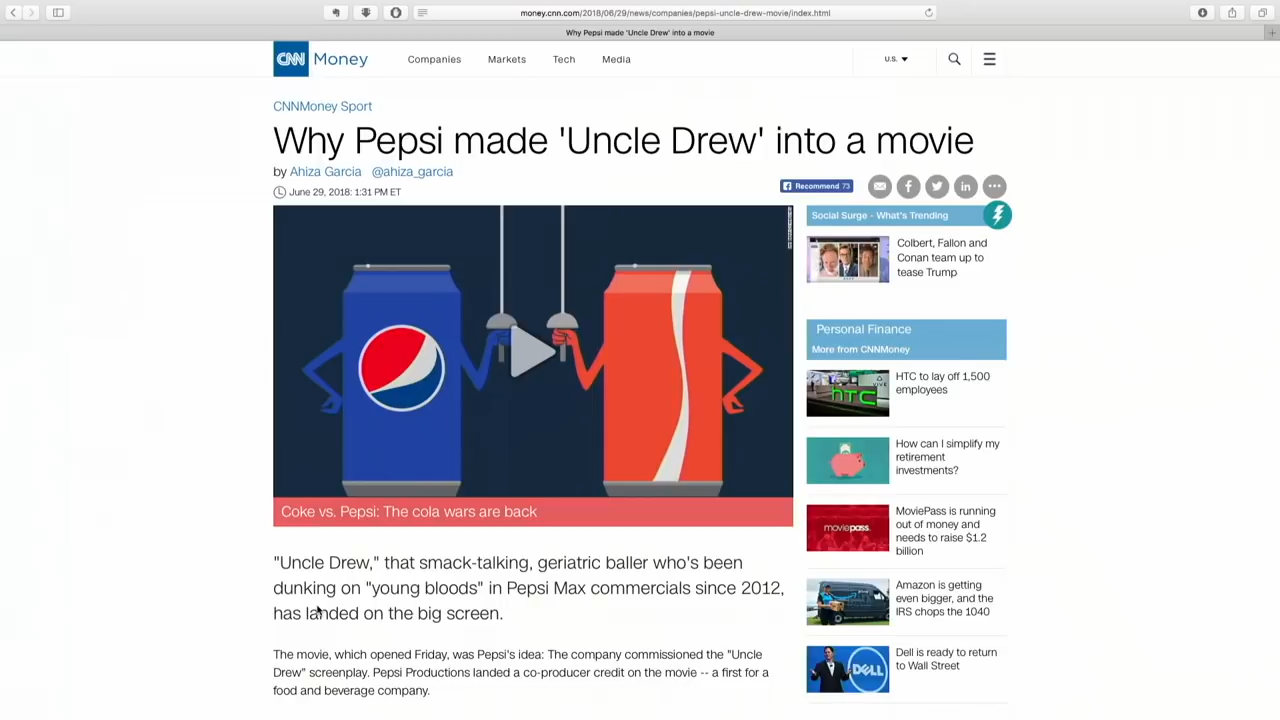 money.cnn.com/2018/06/29/news/companies/pepsi-uncle-drew-movie/index.html
Why Pepsi made 'Uncle Drew' into a movie
CNN Money
Companies
Markets
Tech
Media
U.S.
CNNMoney Sport
Why Pepsi made 'Uncle Drew' into a movie
by Ahiza Garcia @ahiza_garcia
June 29, 2018: 1:31 PM ET
Recommend 73
Coke vs. Pepsi: The cola wars are back
"Uncle Drew," that smack-talking, geriatric baller who's been
dunking on "young bloods" in Pepsi Max commercials since 2012,
has landed on the big screen.
The movie, which opened Friday, was Pepsi's idea: The company commissioned the "Uncle
Drew" screenplay. Pepsi Productions landed a co-producer credit on the movie -- a first for a
food and beverage company.
Social Surge - What's Trending
Colbert, Fallon and
Conan team up to
tease Trump
Personal Finance
More from CNNMoney
hTC
HTC to lay off 1,500
employees
How can I simplify my
retirement
investments?
moviepass
MoviePass is running
out of money and
needs to raise $1.2
billion
Amazon is getting
even bigger, and the
IRS chops the 1040
DELL
Dell is ready to return
to Wall Street